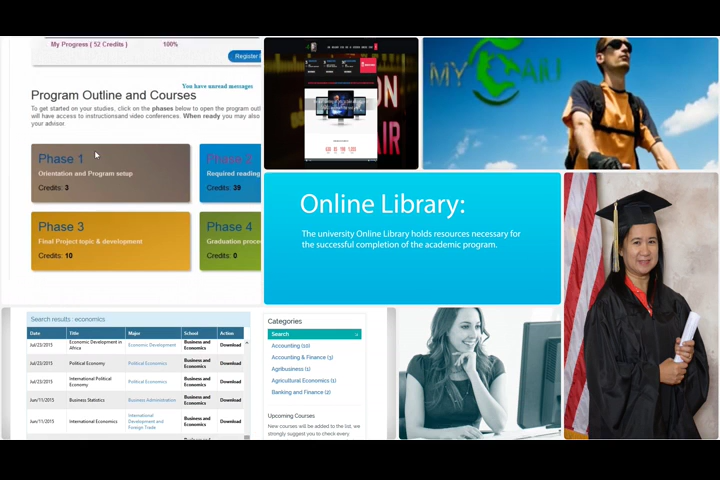 My Progress ( 52 Credits ) 100%
Register
You have unread messages
Program Outline and Courses
To get started on your studies, click on the phases below to open the program
will have access to instructionsand video conferences. When ready you may also
your advisor.
Phase 1
Orientation and Program setup
Credits: 3
Phase 2
Required reading
Credits: 39
Phase 3
Final Project topic & development
Credits: 10
Phase 4
Graduation
Credits: 0
ON
AIR
MY
AIU
Online Library:
The university Online Library holds resources necessary for
the successful completion of the academic program.
Search results : economics
Date Title Major School Action
Jul/23/2015 Economic Development in Africa Economic Development Business and Economics Download
Jul/23/2015 Political Economy Political Economics Business and Economics Download
Jul/23/2015 International Political Economy Political Economics Business and Economics Download
Jun/11/2015 Business Statistics Business Administration Business and Economics Download
Jun/11/2015 International Economics International Development and Foreign Trade Business and Economics Download
Categories
Search
Accounting (10)
Accounting & Finance (3)
Agribusiness (1)
Agricultural Economics (1)
Banking and Finance (2)
Upcoming Courses
New courses will be added to the list, we
strongly suggest you to check every